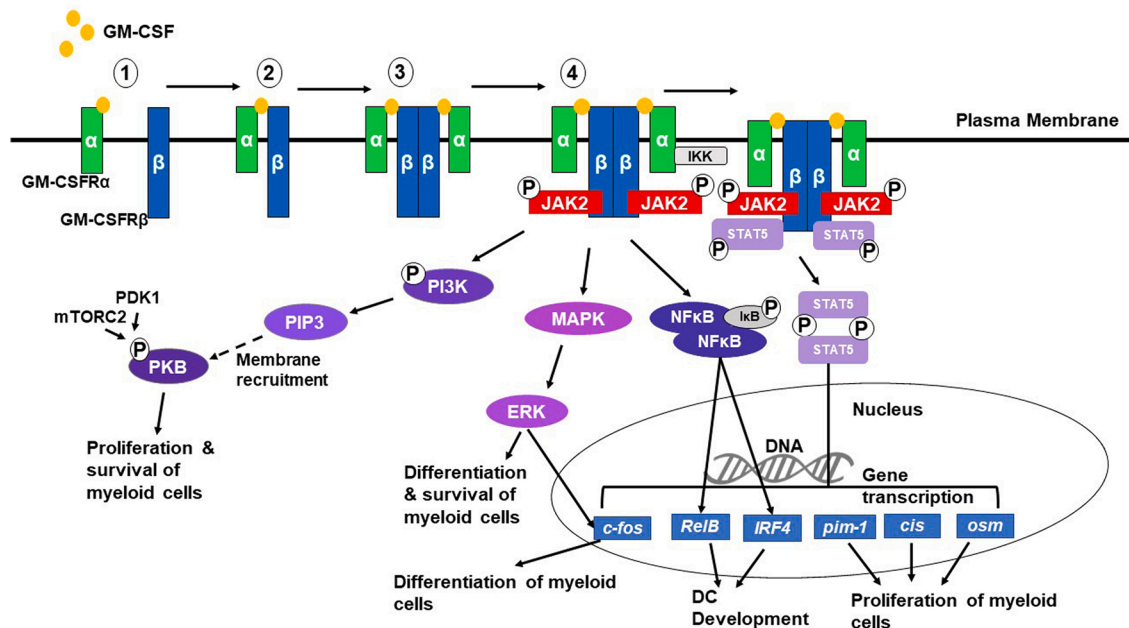 GM-CSF
1
2
3
4
Plasma Membrane
α
β
α
β
α
β
β
α
α
β
β
α
IKK
α
β
β
α
GM-CSFRα
GM-CSFRβ
P
JAK2
JAK2
P
P
JAK2
JAK2
P
STAT5
P
STAT5
P
P
PI3K
PDK1
mTORC2
P
PKB
PIP3
Membrane
recruitment
MAPK
NFκB
IκB
P
NFκB
STAT5
P
P
STAT5
ERK
Nucleus
DNA
Gene
transcription
Proliferation &
survival of
myeloid cells
Differentiation
& survival of
myeloid cells
c-fos
RelB
IRF4
pim-1
cis
osm
Differentiation of myeloid
cells
DC
Development
Proliferation of myeloid
cells